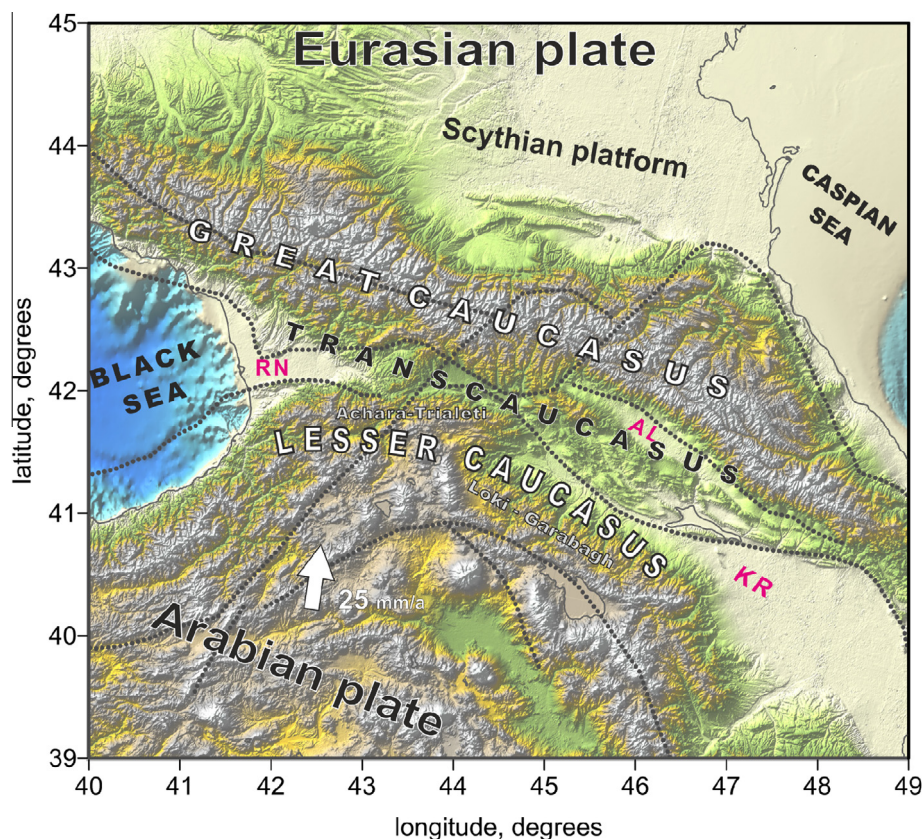 45
44
43
42
41
40
39
latitude, degrees
Eurasian plate
Scythian platform
CASPIAN
SEA
GREAT CAUCASUS
TRANSCAUCASUS
BLACK
SEA
RN
AL
Achara-Trialeti
LESSER CAUCASUS
Loki - Garabagh
KR
25 mm/a
Arabian plate
40 41 42 43 44 45 46 47 48 49
longitude, degrees